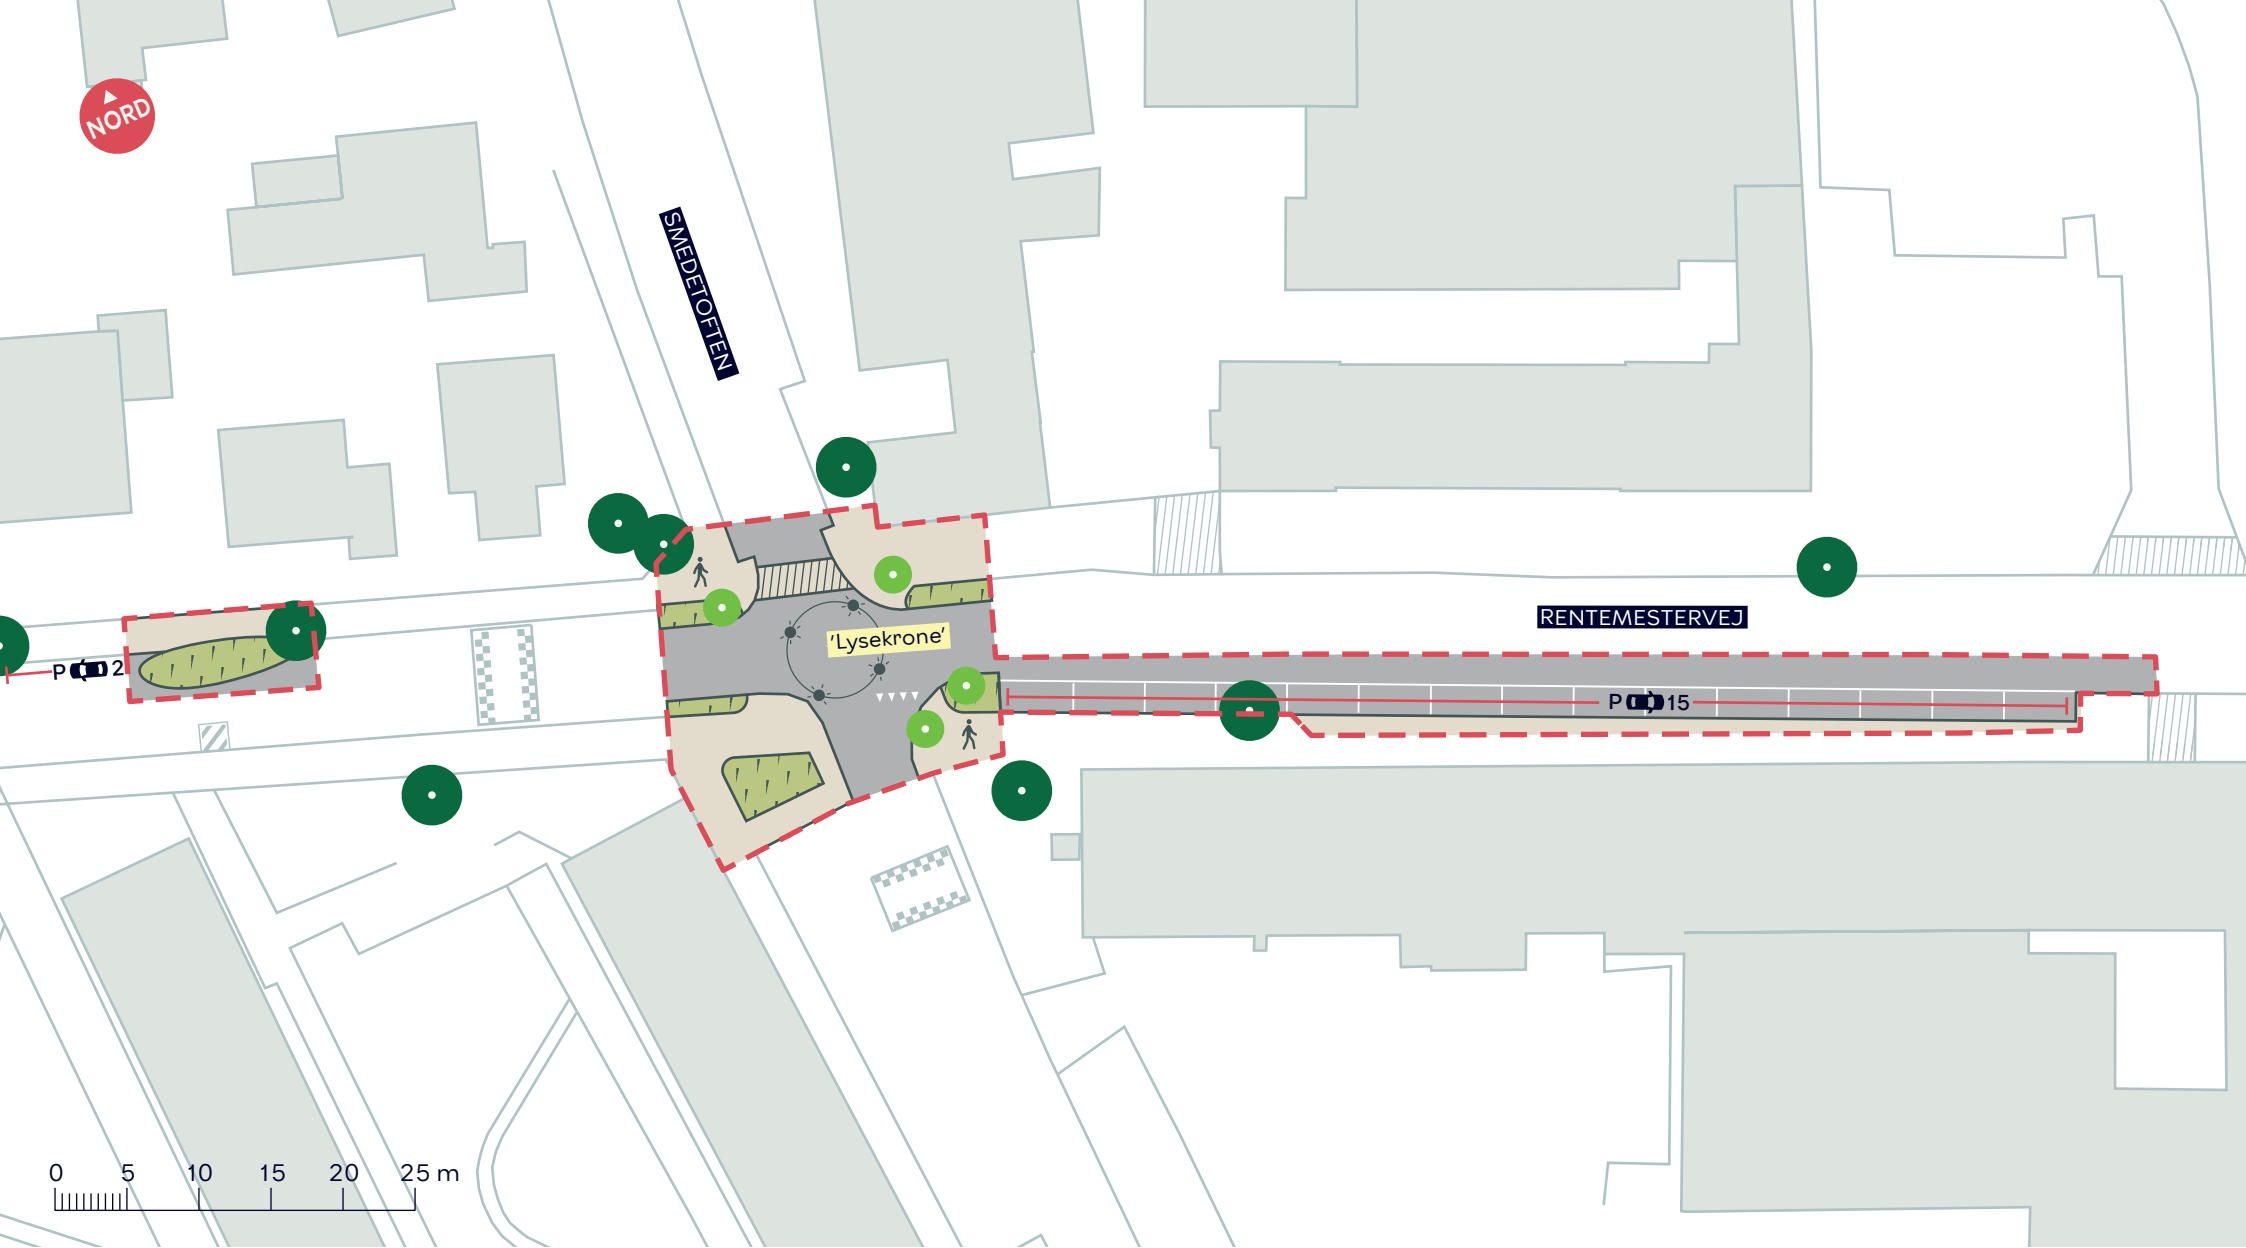 NORD
SMEDETOFTEN
RENTEMESTERVEJ
'Lysekrone'
P 2
P 15
0 5 10 15 20 25 m